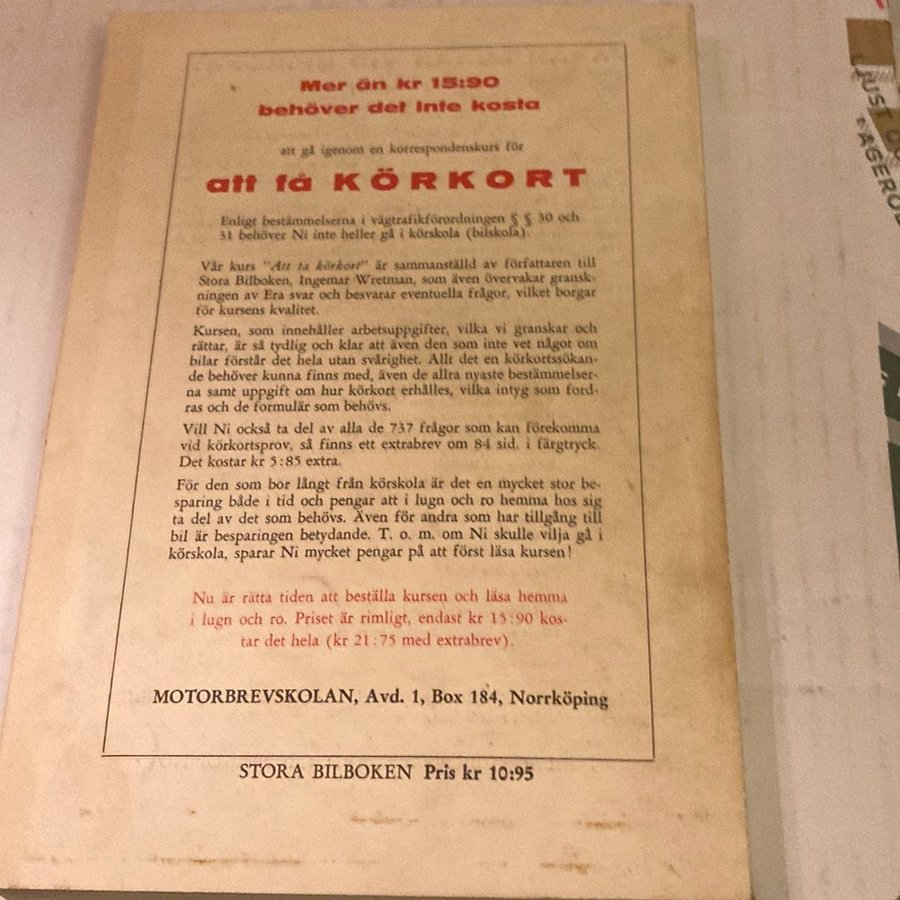 Mer än kr 15:90
behöver det inte kosta
att gå igenom en korrespondenskurs för
att få KÖRKORT
Enligt bestämmelserna i vägtrafikförordningen § § 30 och
31 behöver Ni inte heller gå i körskola (bilskola).
Vår kurs "Att ta körkort" är sammanställd av författaren till
Stora Bilboken, Ingemar Wretman, som även övervakar gransk-
ningen av Era svar och besvarar eventuella frågor, vilket borgar
för kursens kvalitet.
Kursen, som innehåller arbetsuppgifter, vilka vi granskar och
rättar, är så tydlig och klar att även den som inte vet något om
bilar förstår det hela utan svårighet. Allt det en körkortssökan-
de behöver kunna finns med, även de allra nyaste bestämmelser-
na samt uppgift om hur körkort erhålles, vilka intyg som ford-
ras och de formulär som behövs.
Vill Ni också ta del av alla de 737 frågor som kan förekomma
vid körkortsprov, så finns ett extrabrev om 84 sid. i färgtryck.
Det kostar kr 5:85 extra.
För den som bor långt från körskola är det en mycket stor be-
sparing både i tid och pengar att i lugn och ro hemma hos sig
ta del av det som behövs. Även för andra som har tillgång till
bil är besparingen betydande. T. o. m. om Ni skulle vilja gå i
körskola, sparar Ni mycket pengar på att först läsa kursen!
Nu är rätta tiden att beställa kursen och läsa hemma
i lugn och ro. Priset är rimligt, endast kr 15:90 kos-
tar det hela (kr 21:75 med extrabrev).
MOTORBREVSKOLAN, Avd. 1, Box 184, Norrköping
STORA BILBOKEN Pris kr 10:95